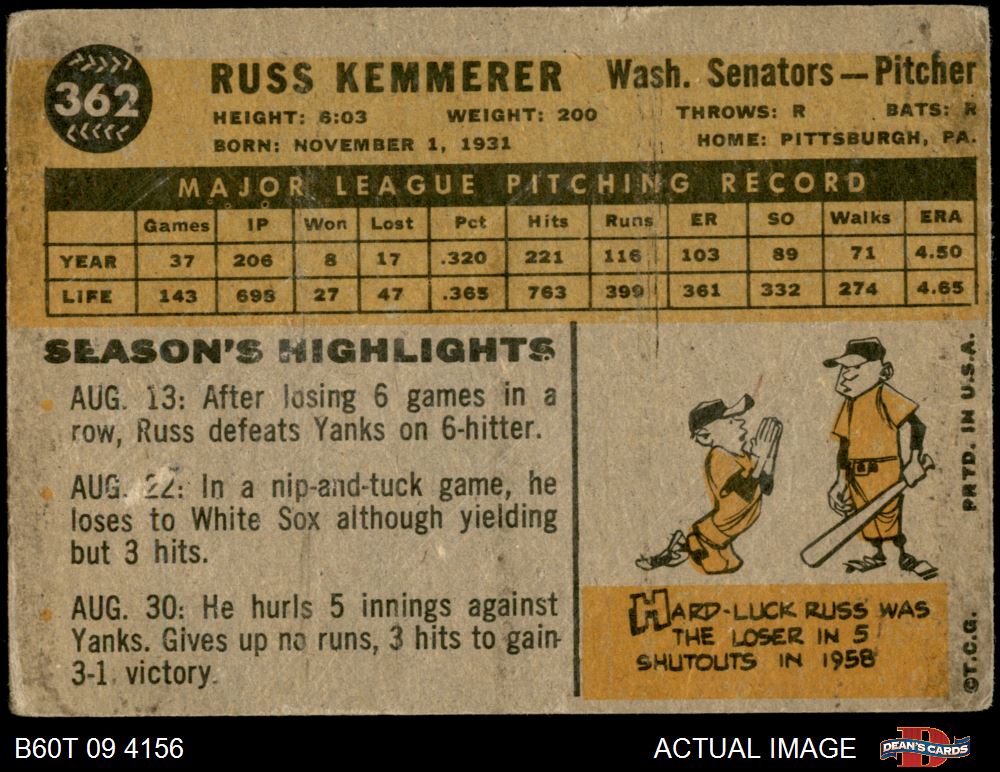 362
RUSS KEMMERER Wash. Senators—Pitcher
HEIGHT: 6:03 WEIGHT: 200 THROWS: R BATS: R
BORN: NOVEMBER 1, 1931 HOME: PITTSBURGH, PA.
MAJOR LEAGUE PITCHING RECORD
Games IP Won Lost Pct Hits Runs ER SO Walks ERA
YEAR 37 206 8 17 .320 221 116 103 89 71 4.50
LIFE 143 698 27 47 .365 763 399 361 332 274 4.65
SEASON'S HIGHLIGHTS
AUG. 13: After losing 6 games in a
row, Russ defeats Yanks on 6-hitter.
AUG. 22: In a nip-and-tuck game, he
loses to White Sox although yielding
but 3 hits.
AUG. 30: He hurls 5 innings against
Yanks. Gives up no runs, 3 hits to gain
3-1 victory.
HARD-LUCK RUSS WAS
THE LOSER IN 5
SHUTOUTS IN 1958
©T.C.G. PRTD. IN U.S.A.
B60T 09 4156 ACTUAL IMAGE DEAN'S CARDS